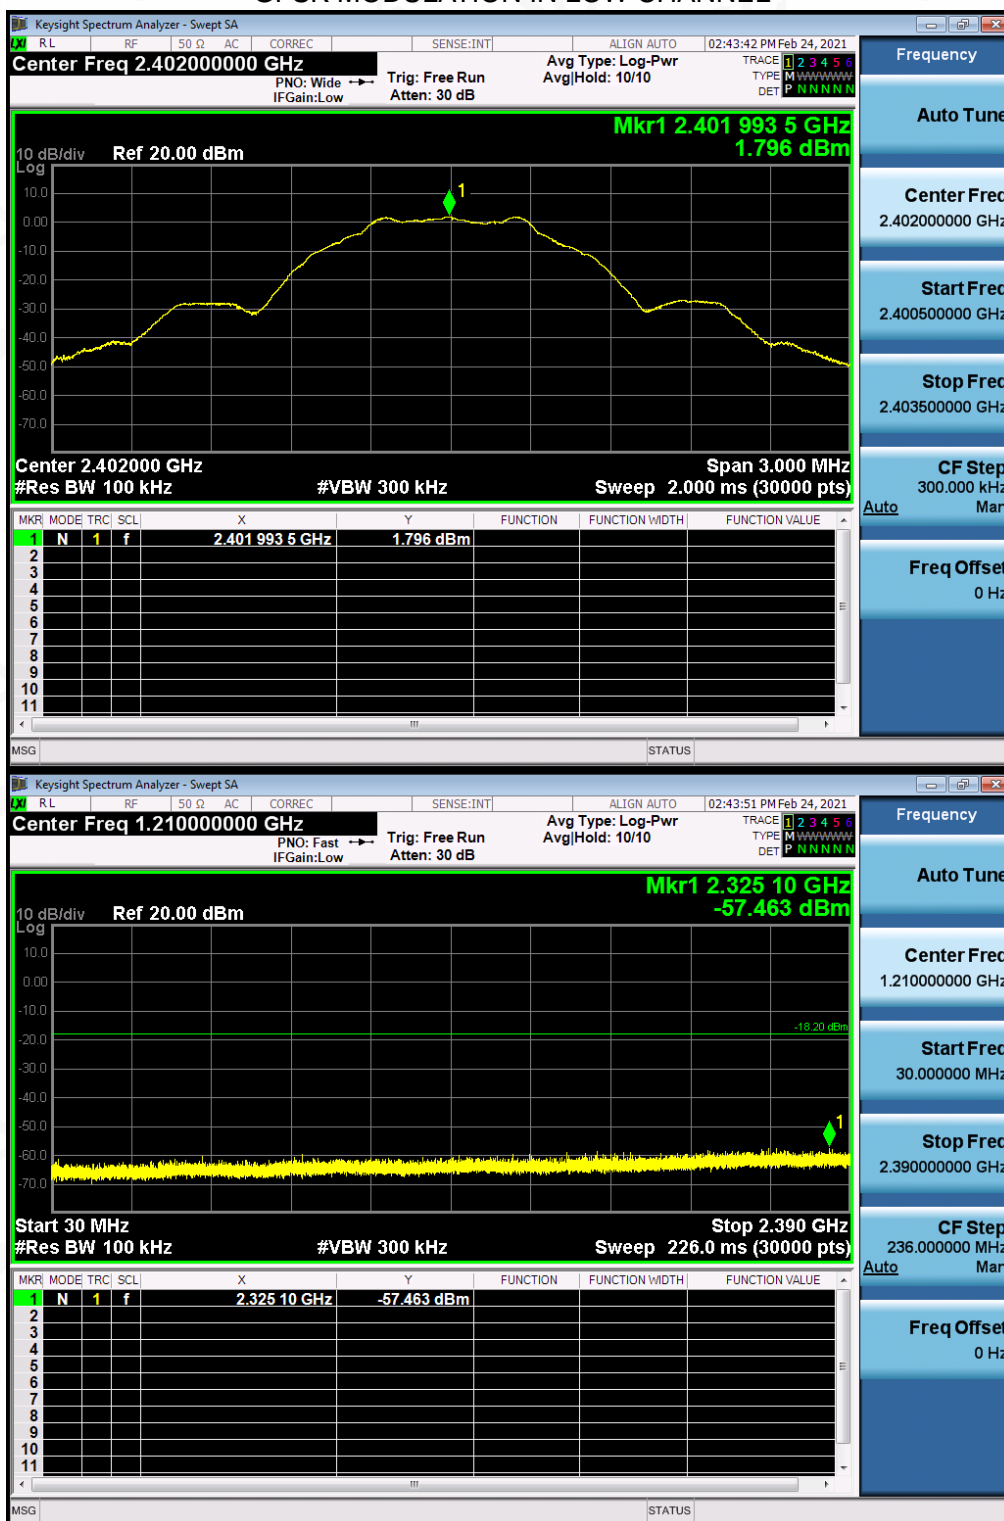 GFSK MODULATION IN LOW CHANNEL
Keysight Spectrum Analyzer - Swept SA
LXI RL RF 50 Ω AC CORREC SENSE:INT ALIGN AUTO 02:43:42 PM Feb 24, 2021
Center Freq 2.402000000 GHz
PNO: Wide
IFGain:Low
Trig: Free Run
Atten: 30 dB
Avg Type: Log-Pwr
Avg|Hold: 10/10
TRACE 1 2 3 4 5 6
TYPE M WWWWW
DET P N N N N N
Mkr1 2.401 993 5 GHz
1.796 dBm
10 dB/div Ref 20.00 dBm
Log
10.0
0.00
-10.0
-20.0
-30.0
-40.0
-50.0
-60.0
-70.0
1
Center 2.402000 GHz Span 3.000 MHz
#Res BW 100 kHz #VBW 300 kHz Sweep 2.000 ms (30000 pts)
MKR MODE TRC SCL X Y FUNCTION FUNCTION WIDTH FUNCTION VALUE
1 N 1 f 2.401 993 5 GHz 1.796 dBm
2
3
4
5
6
7
8
9
10
11
MSG STATUS
Frequency
Auto Tune
Center Freq
2.402000000 GHz
Start Freq
2.400500000 GHz
Stop Freq
2.403500000 GHz
CF Step
300.000 kHz
Auto Man
Freq Offset
0 Hz
Keysight Spectrum Analyzer - Swept SA
LXI RL RF 50 Ω AC CORREC SENSE:INT ALIGN AUTO 02:43:51 PM Feb 24, 2021
Center Freq 1.210000000 GHz
PNO: Fast
IFGain:Low
Trig: Free Run
Atten: 30 dB
Avg Type: Log-Pwr
Avg|Hold: 10/10
TRACE 1 2 3 4 5 6
TYPE M WWWWW
DET P N N N N N
Mkr1 2.325 10 GHz
-57.463 dBm
10 dB/div Ref 20.00 dBm
Log
10.0
0.00
-10.0
-20.0
-30.0
-40.0
-50.0
-60.0
-70.0
-18.20 dBm
1
Start 30 MHz Stop 2.390 GHz
#Res BW 100 kHz #VBW 300 kHz Sweep 226.0 ms (30000 pts)
MKR MODE TRC SCL X Y FUNCTION FUNCTION WIDTH FUNCTION VALUE
1 N 1 f 2.325 10 GHz -57.463 dBm
2
3
4
5
6
7
8
9
10
11
MSG STATUS
Frequency
Auto Tune
Center Freq
1.210000000 GHz
Start Freq
30.000000 MHz
Stop Freq
2.390000000 GHz
CF Step
236.000000 MHz
Auto Man
Freq Offset
0 Hz